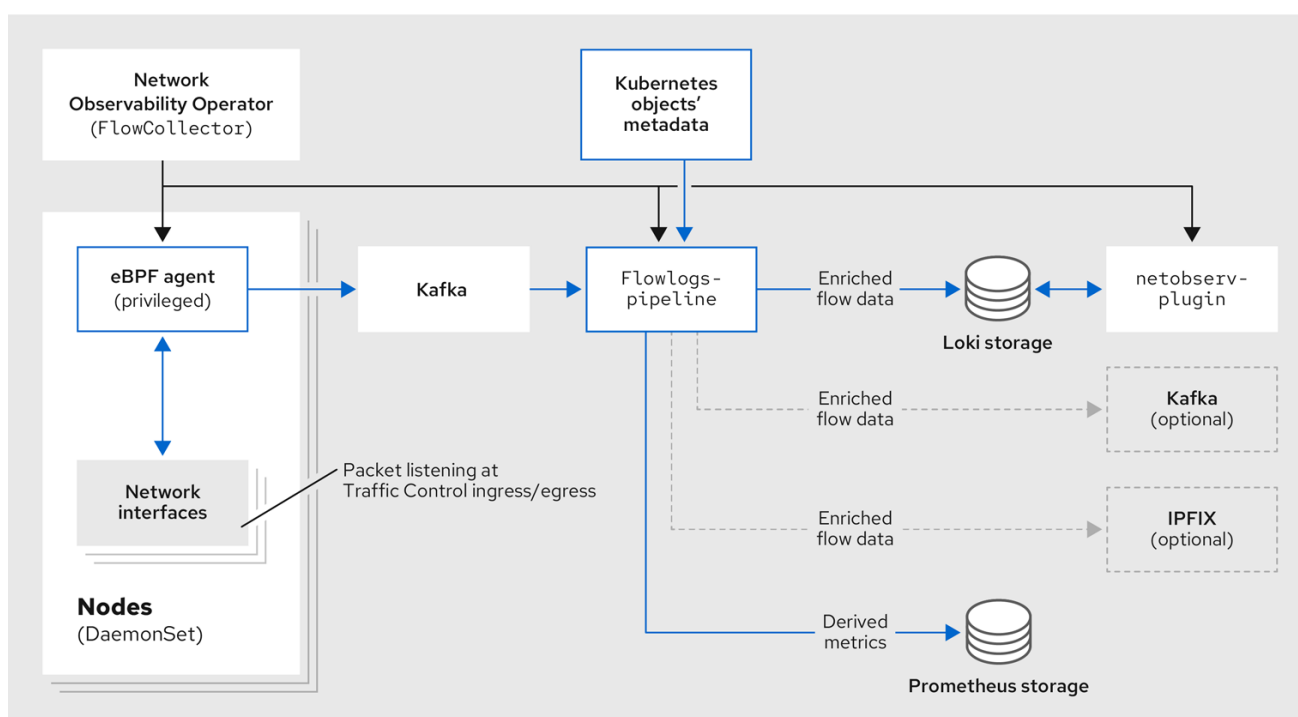 Network
Observability Operator
(FlowCollector)
Kubernetes
objects’
metadata
eBPF agent
(privileged)
Kafka
Flowlogs-
pipeline
Enriched
flow data
Loki storage
netobserv-
plugin
Enriched
flow data
Kafka
(optional)
Network
interfaces
Packet listening at
Traffic Control ingress/egress
Enriched
flow data
IPFIX
(optional)
Nodes
(DaemonSet)
Derived
metrics
Prometheus storage